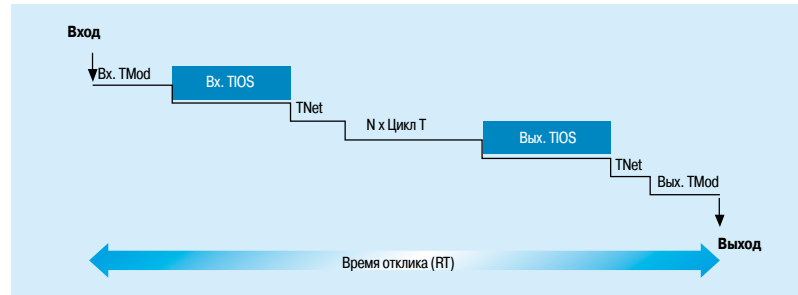 Вход
Вх. TMod
Вх. TIOS
TNet
N x Цикл T
Вых. TIOS
TNet
Вых. TMod
Выход
Время отклика (RT)